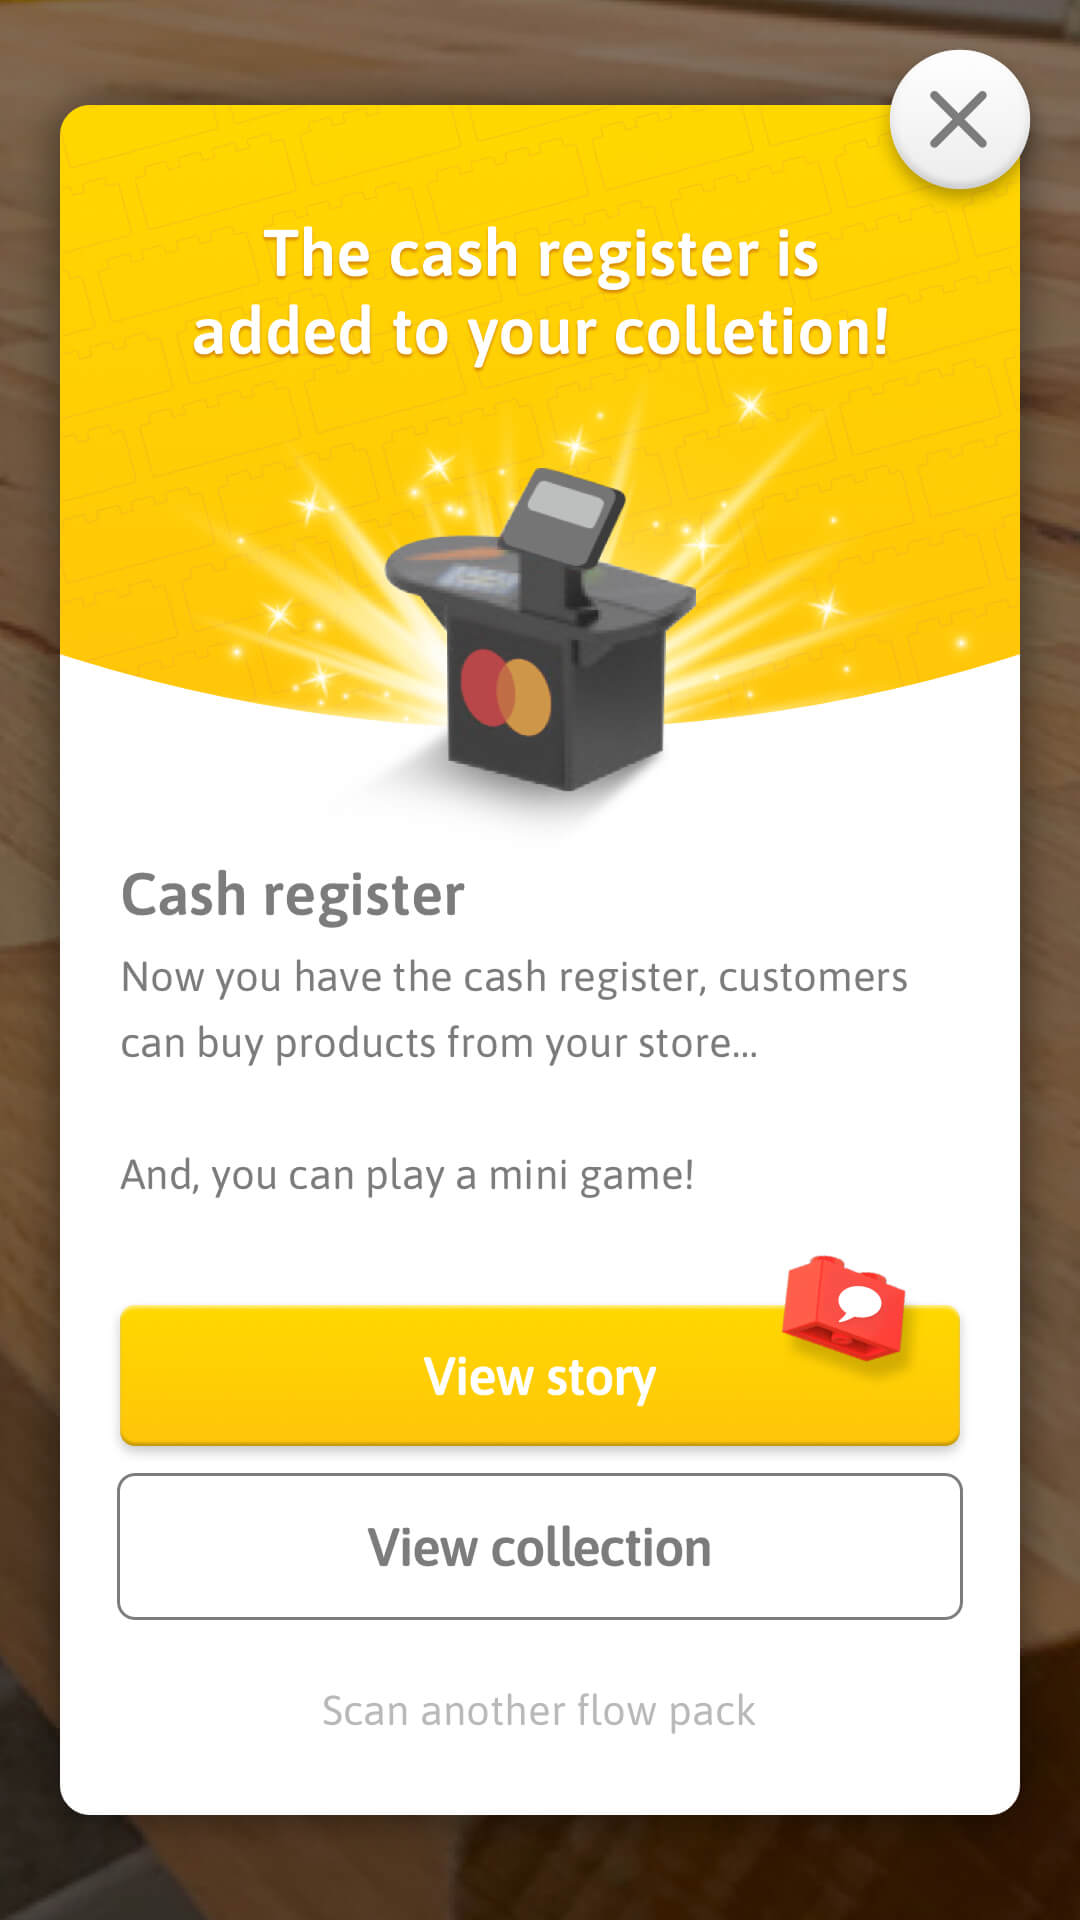 The cash register is
added to your colletion!
Cash register
Now you have the cash register, customers
can buy products from your store...
And, you can play a mini game!
View story
View collection
Scan another flow pack